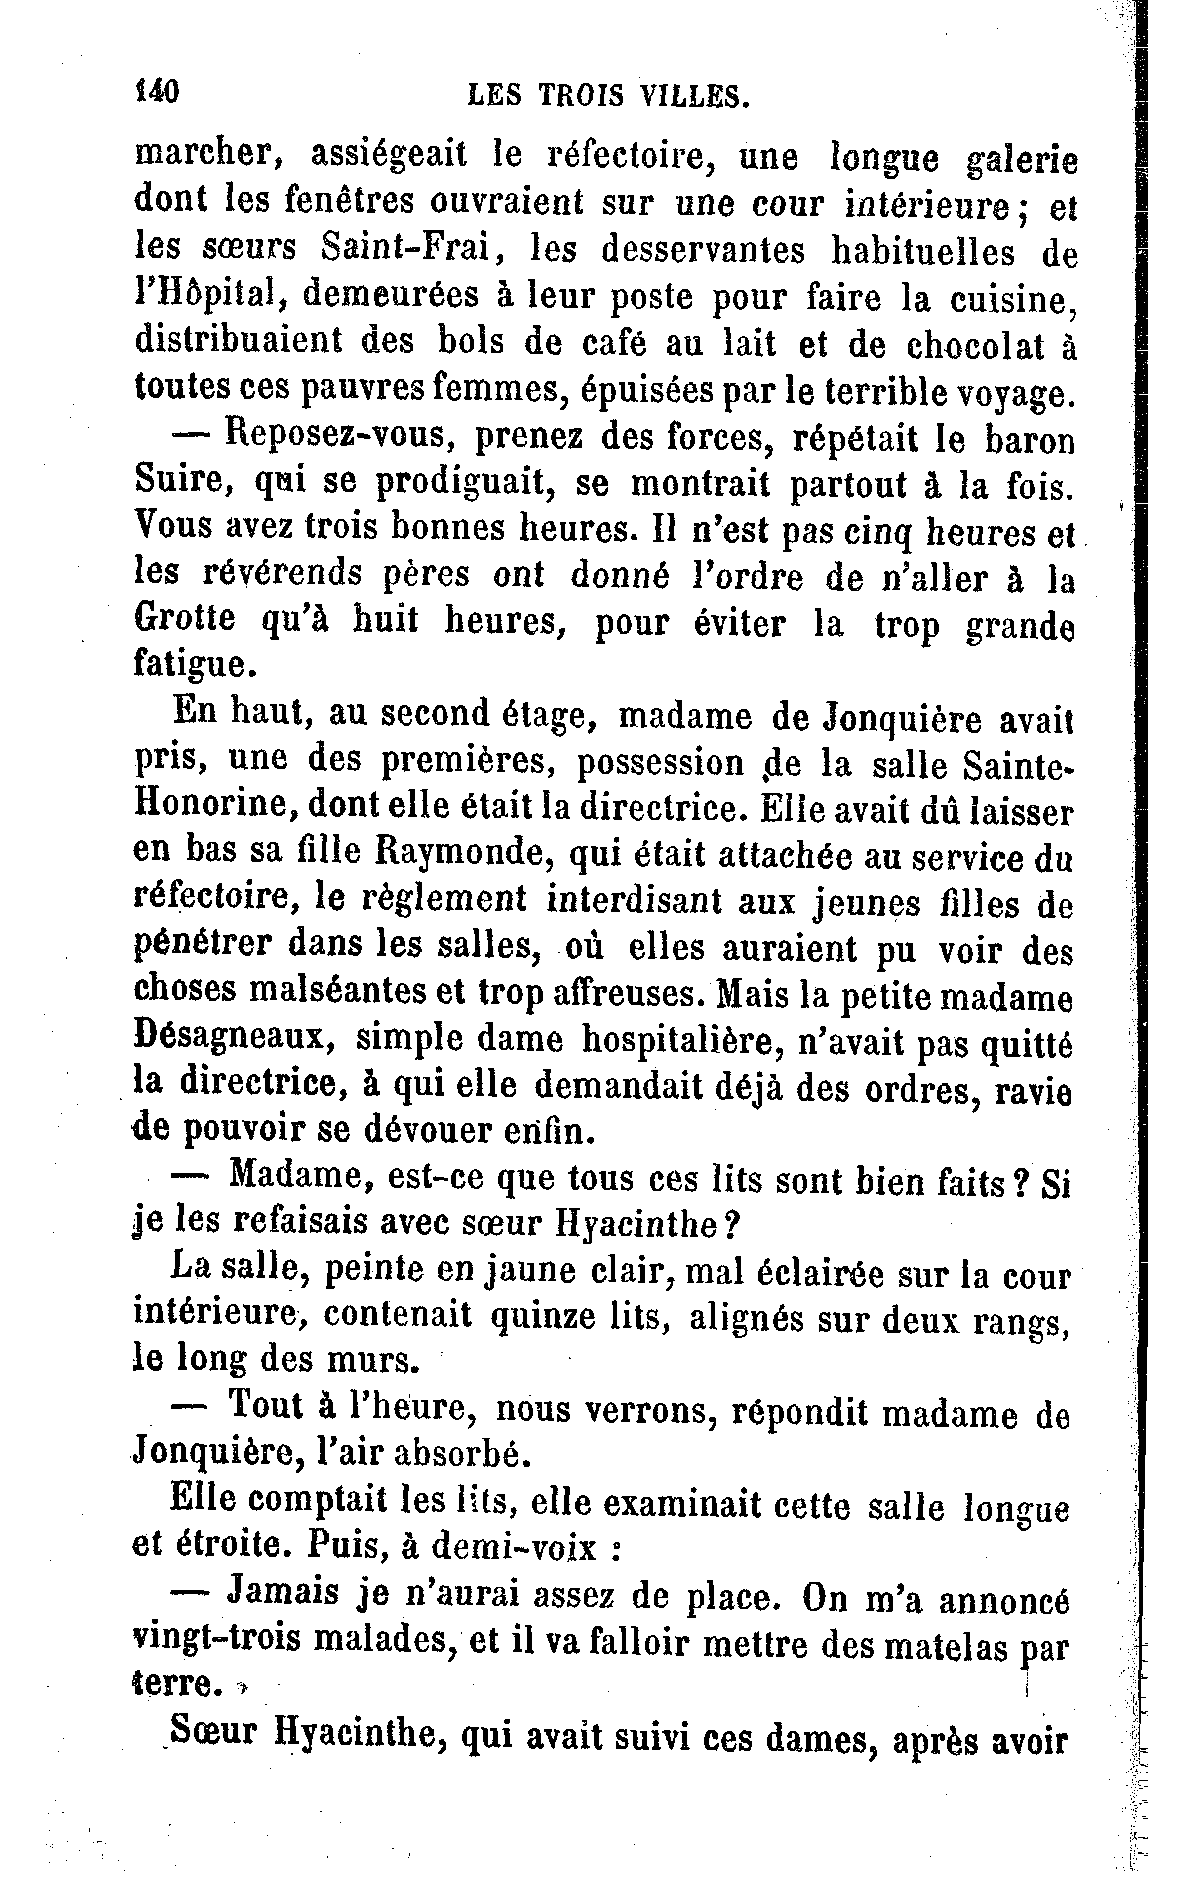 140
LES TROIS VILLES.
marcher, assiégeait le réfectoire, une longue galerie
dont les fenêtres ouvraient sur une cour intérieure; et
les sœurs Saint-Frai, les desservantes habituelles de
l'Hôpital, demeurées à leur poste pour faire la cuisine,
distribuaient des bols de café au lait et de chocolat à
toutes ces pauvres femmes, épuisées par le terrible voyage.
— Reposez-vous, prenez des forces, répétait le baron
Suire, qui se prodiguait, se montrait partout à la fois.
Vous avez trois bonnes heures. Il n'est pas cinq heures et
les révérends pères ont donné l'ordre de n'aller à la
Grotte qu'à huit heures, pour éviter la trop grande
fatigue.
En haut, au second étage, madame de Jonquière avait
pris, une des premières, possession de la salle Sainte-
Honorine, dont elle était la directrice. Elle avait dû laisser
en bas sa fille Raymonde, qui était attachée au service du
réfectoire, le règlement interdisant aux jeunes filles de
pénétrer dans les salles, où elles auraient pu voir des
choses malséantes et trop affreuses. Mais la petite madame
Désagneaux, simple dame hospitalière, n'avait pas quitté
la directrice, à qui elle demandait déjà des ordres, ravie
de pouvoir se dévouer enfin.
— Madame, est-ce que tous ces lits sont bien faits? Si
je les refaisais avec sœur Hyacinthe?
La salle, peinte en jaune clair, mal éclairée sur la cour
intérieure, contenait quinze lits, alignés sur deux rangs,
le long des murs.
— Tout à l'heure, nous verrons, répondit madame de
Jonquière, l'air absorbé.
Elle comptait les lits, elle examinait cette salle longue
et étroite. Puis, à demi-voix :
— Jamais je n'aurai assez de place. On m'a annoncé
vingt-trois malades, et il va falloir mettre des matelas par
terre.
Sœur Hyacinthe, qui avait suivi ces dames, après avoir